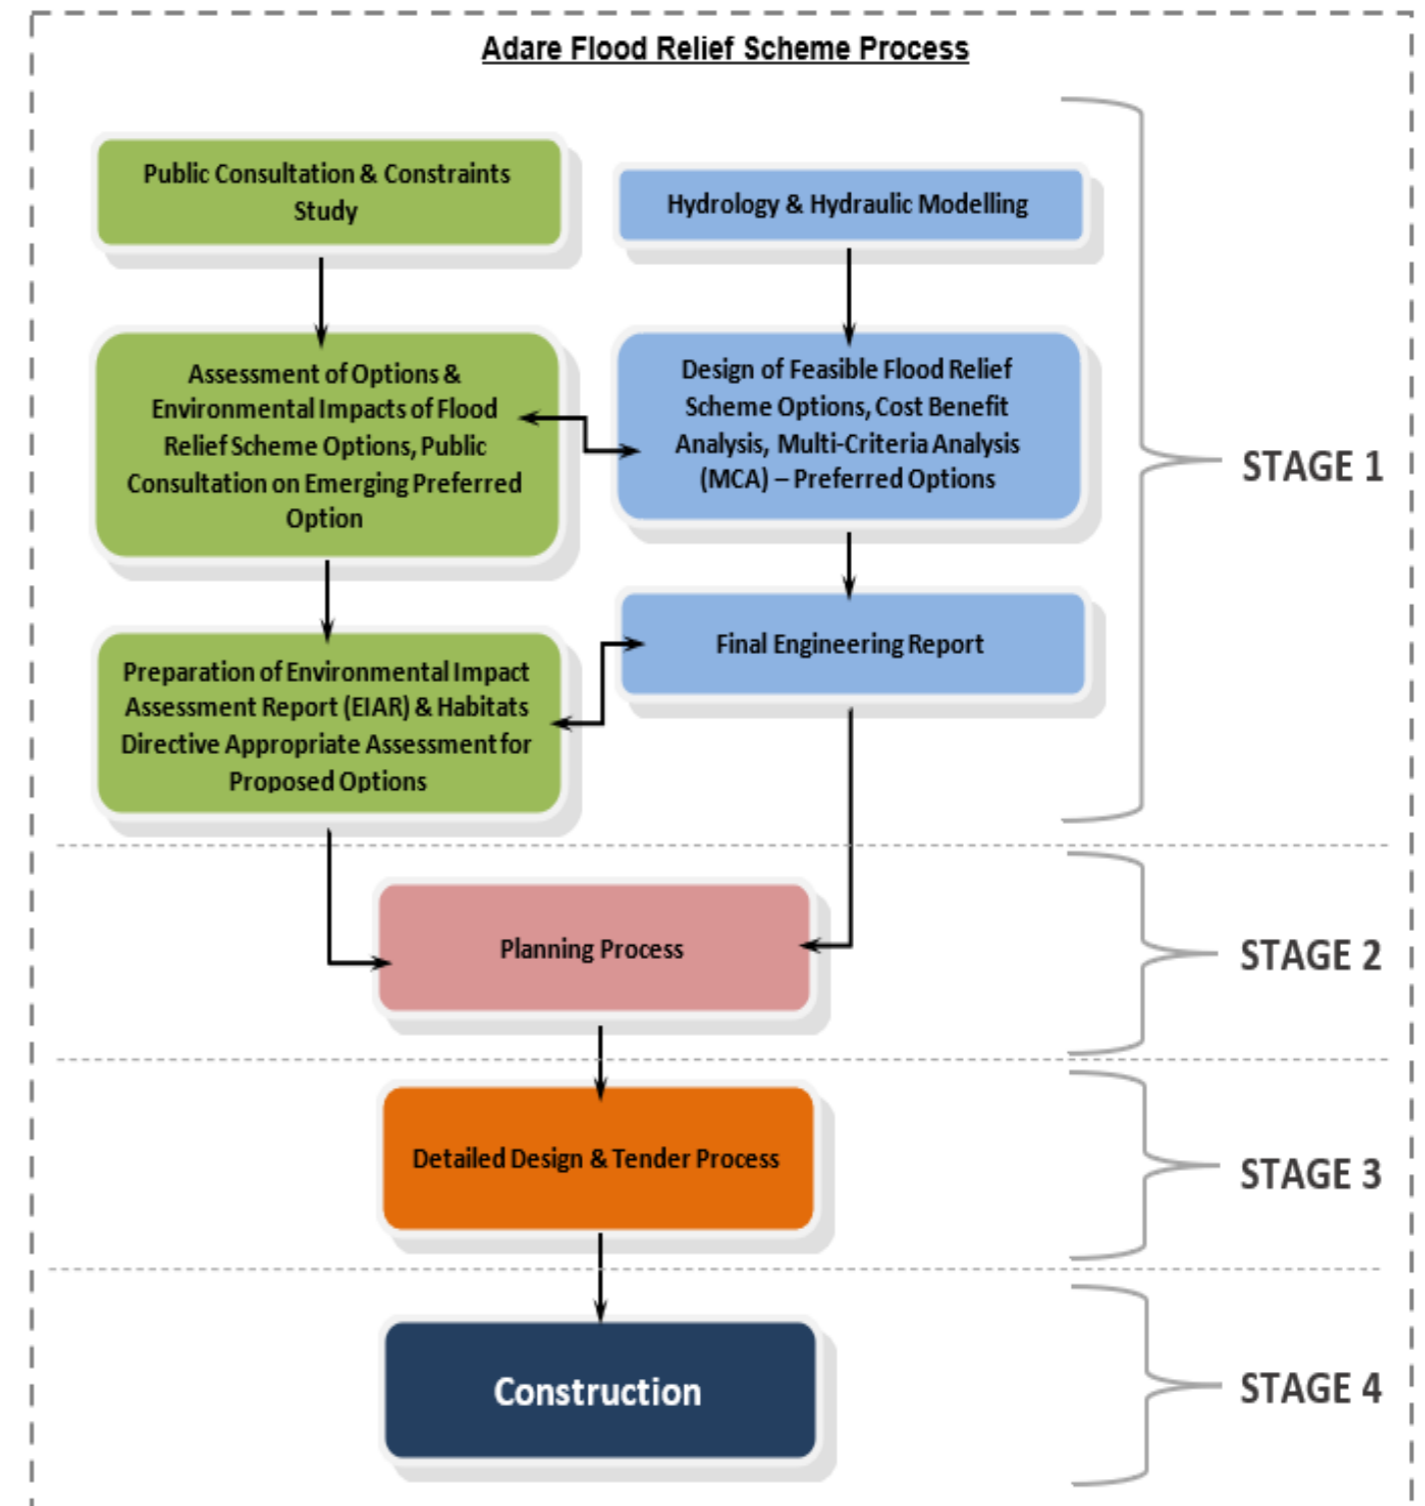 Adare Flood Relief Scheme Process
Public Consultation & Constraints
Study
Hydrology & Hydraulic Modelling
Assessment of Options &
Environmental Impacts of Flood
Relief Scheme Options, Public
Consultation on Emerging Preferred
Option
Design of Feasible Flood Relief
Scheme Options, Cost Benefit
Analysis, Multi-Criteria Analysis
(MCA) – Preferred Options
STAGE 1
Preparation of Environmental Impact
Assessment Report (EIAR) & Habitats
Directive Appropriate Assessment for
Proposed Options
Final Engineering Report
Planning Process
STAGE 2
Detailed Design & Tender Process
STAGE 3
Construction
STAGE 4